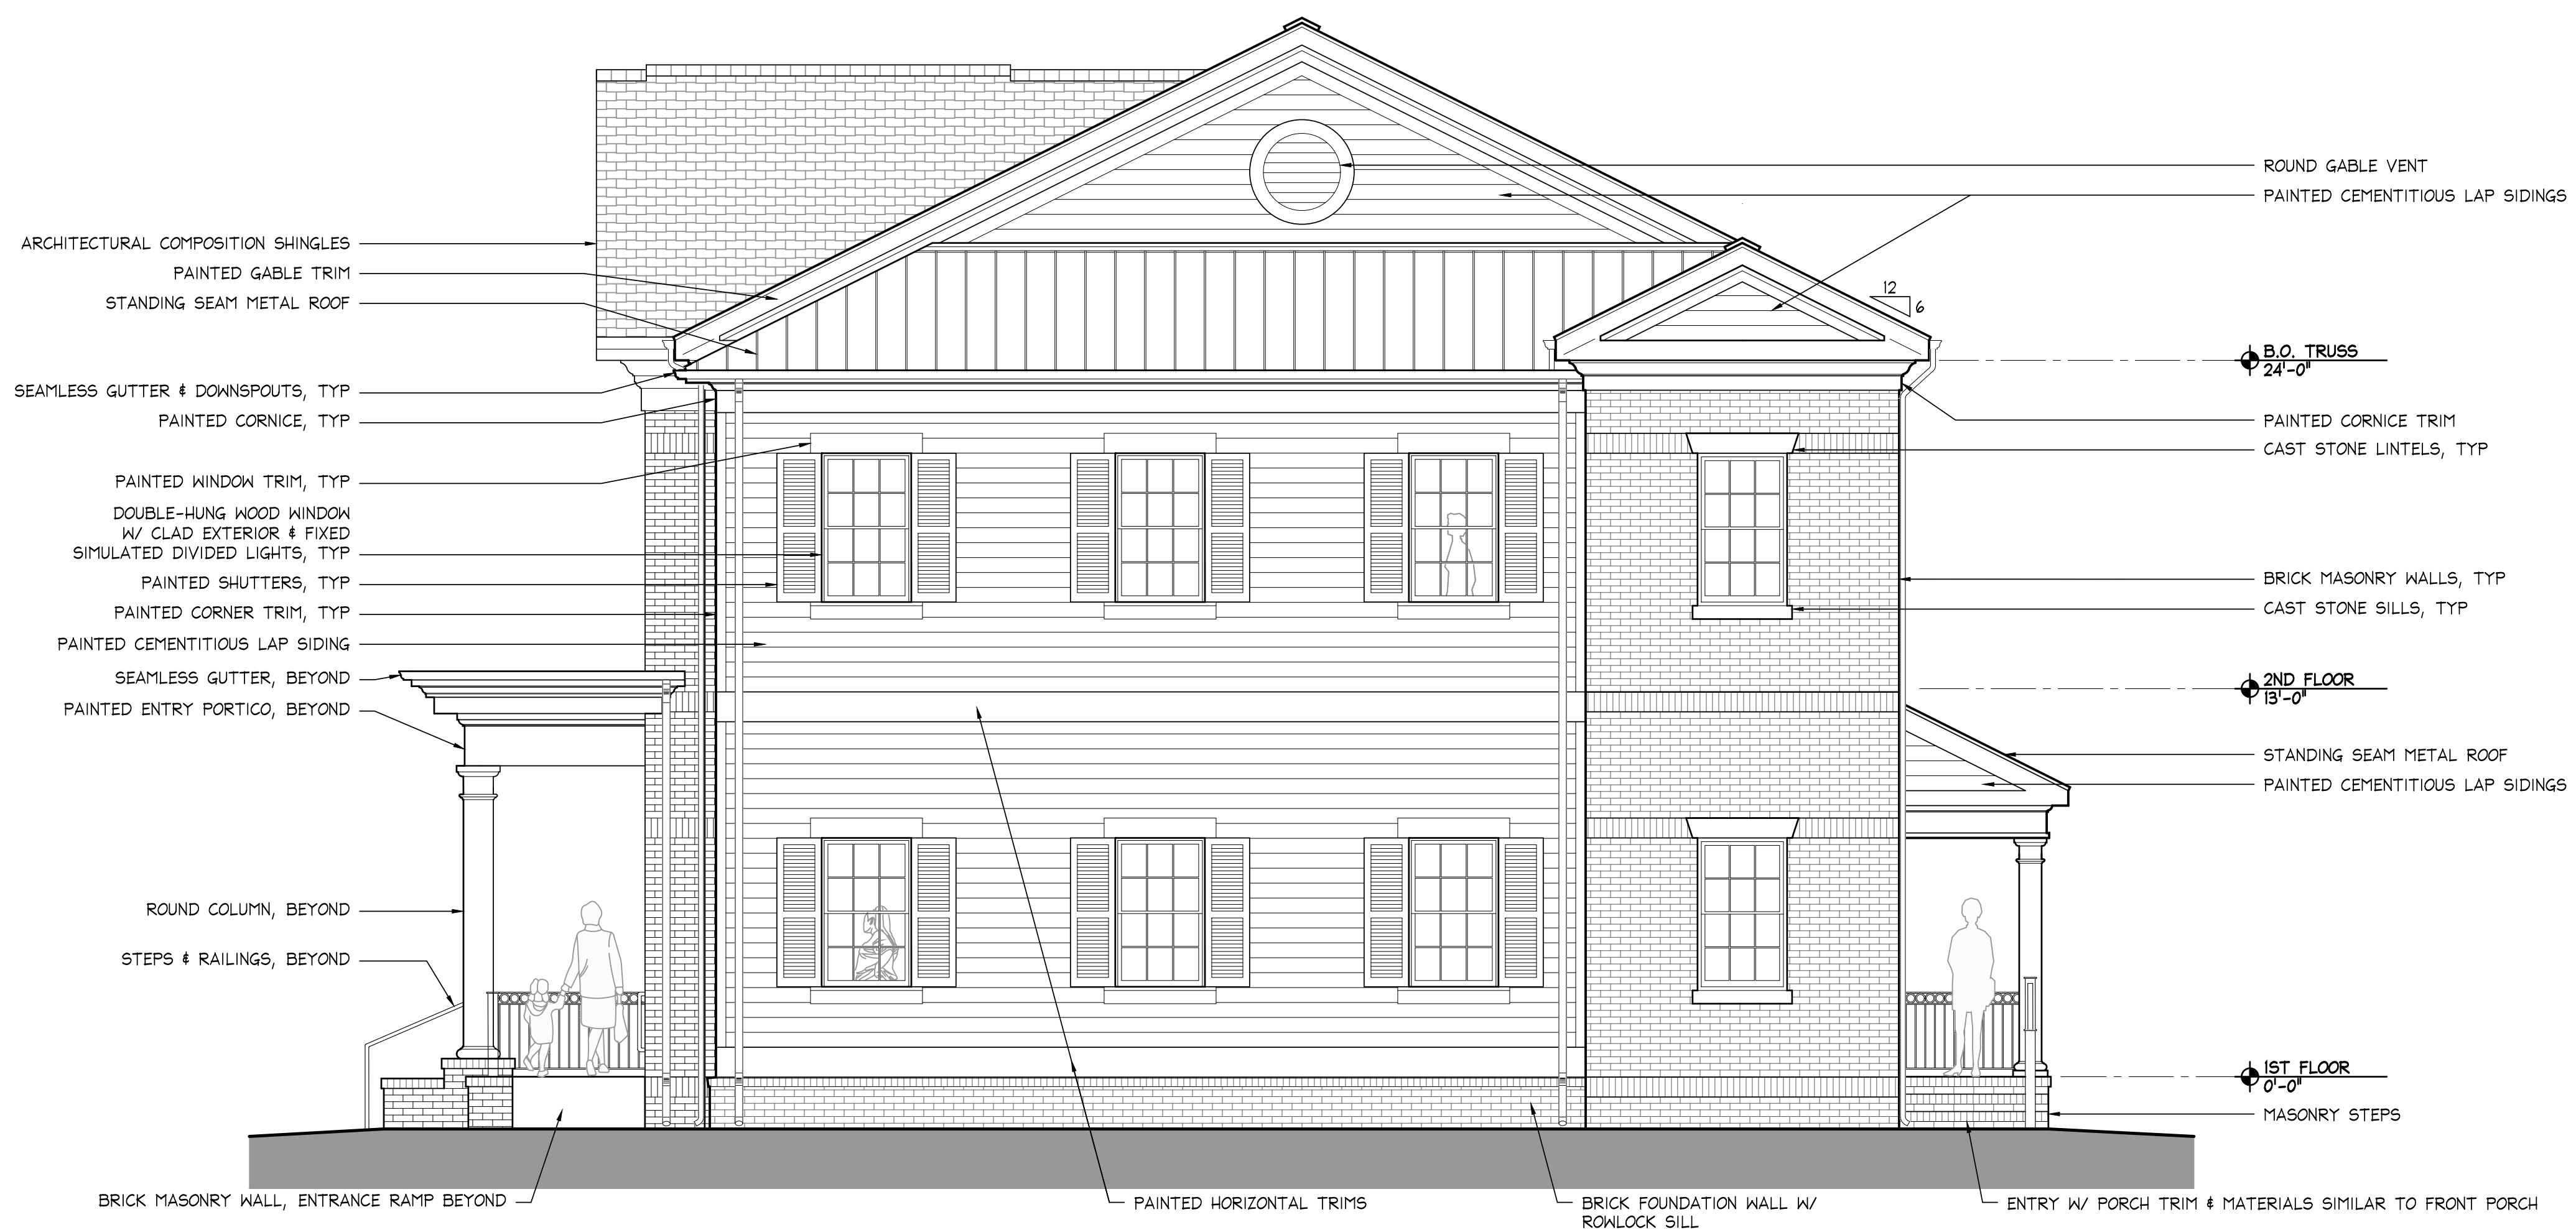 ARCHITECTURAL COMPOSITION SHINGLES
PAINTED GABLE TRIM
STANDING SEAM METAL ROOF
SEAMLESS GUTTER & DOWNSPOUTS, TYP
PAINTED CORNICE, TYP
PAINTED WINDOW TRIM, TYP
DOUBLE-HUNG WOOD WINDOW
W/ CLAD EXTERIOR & FIXED
SIMULATED DIVIDED LIGHTS, TYP
PAINTED SHUTTERS, TYP
PAINTED CORNER TRIM, TYP
PAINTED CEMENTITIOUS LAP SIDING
SEAMLESS GUTTER, BEYOND
PAINTED ENTRY PORTICO, BEYOND
ROUND COLUMN, BEYOND
STEPS & RAILINGS, BEYOND
BRICK MASONRY WALL, ENTRANCE RAMP BEYOND
PAINTED HORIZONTAL TRIMS
BRICK FOUNDATION WALL W/
ROWLOCK SILL
ENTRY W/ PORCH TRIM & MATERIALS SIMILAR TO FRONT PORCH
ROUND GABLE VENT
PAINTED CEMENTITIOUS LAP SIDINGS
12
6
B.O. TRUSS
24'-0"
PAINTED CORNICE TRIM
CAST STONE LINTELS, TYP
BRICK MASONRY WALLS, TYP
CAST STONE SILLS, TYP
2ND FLOOR
13'-0"
STANDING SEAM METAL ROOF
PAINTED CEMENTITIOUS LAP SIDINGS
1ST FLOOR
0'-0"
MASONRY STEPS